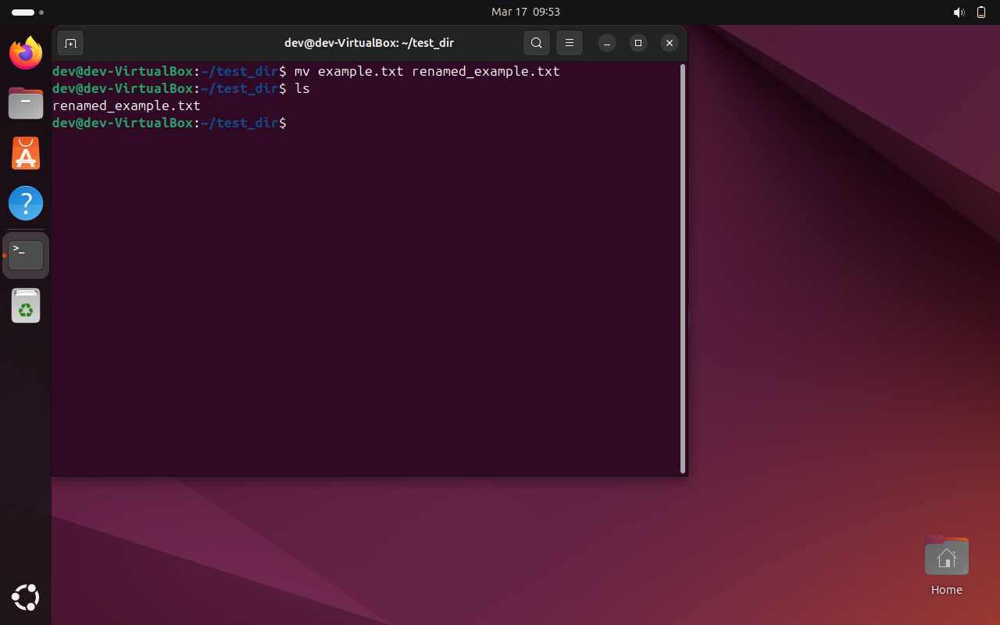 Mar 17 09:53
dev@dev-VirtualBox: ~/test_dir
dev@dev-VirtualBox:~/test_dir$ mv example.txt renamed_example.txt
dev@dev-VirtualBox:~/test_dir$ ls
renamed_example.txt
dev@dev-VirtualBox:~/test_dir$
Home